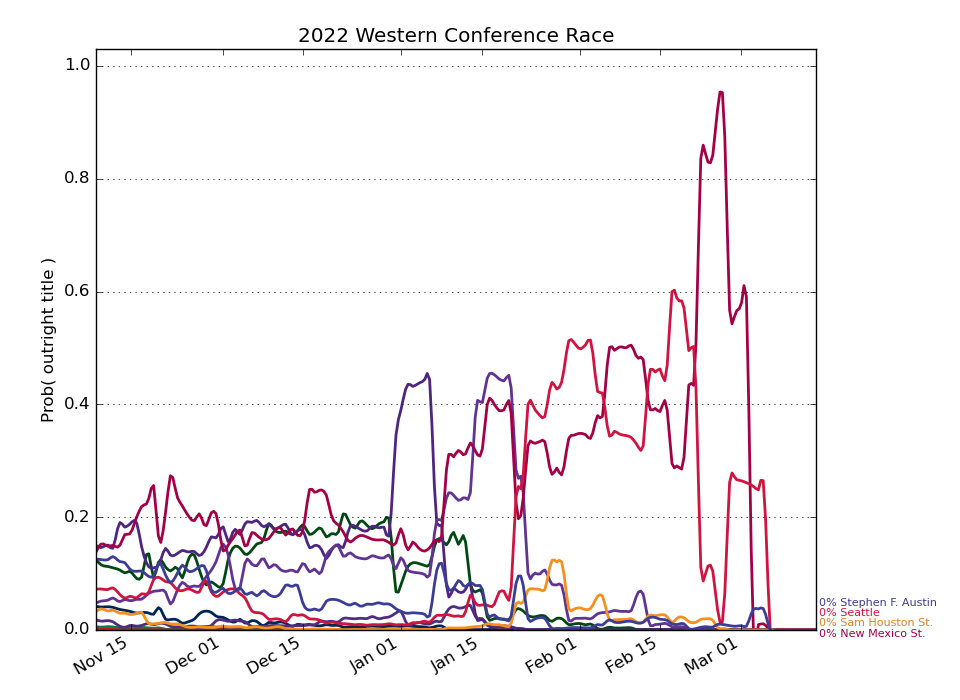 2022 Western Conference Race
Prob( outright title )
1.0
0.8
0.6
0.4
0.2
0.0
Nov 15
Dec 01
Dec 15
Jan 01
Jan 15
Feb 01
Feb 15
Mar 01
0% Stephen F. Austin
0% Seattle
0% Sam Houston St.
0% New Mexico St.